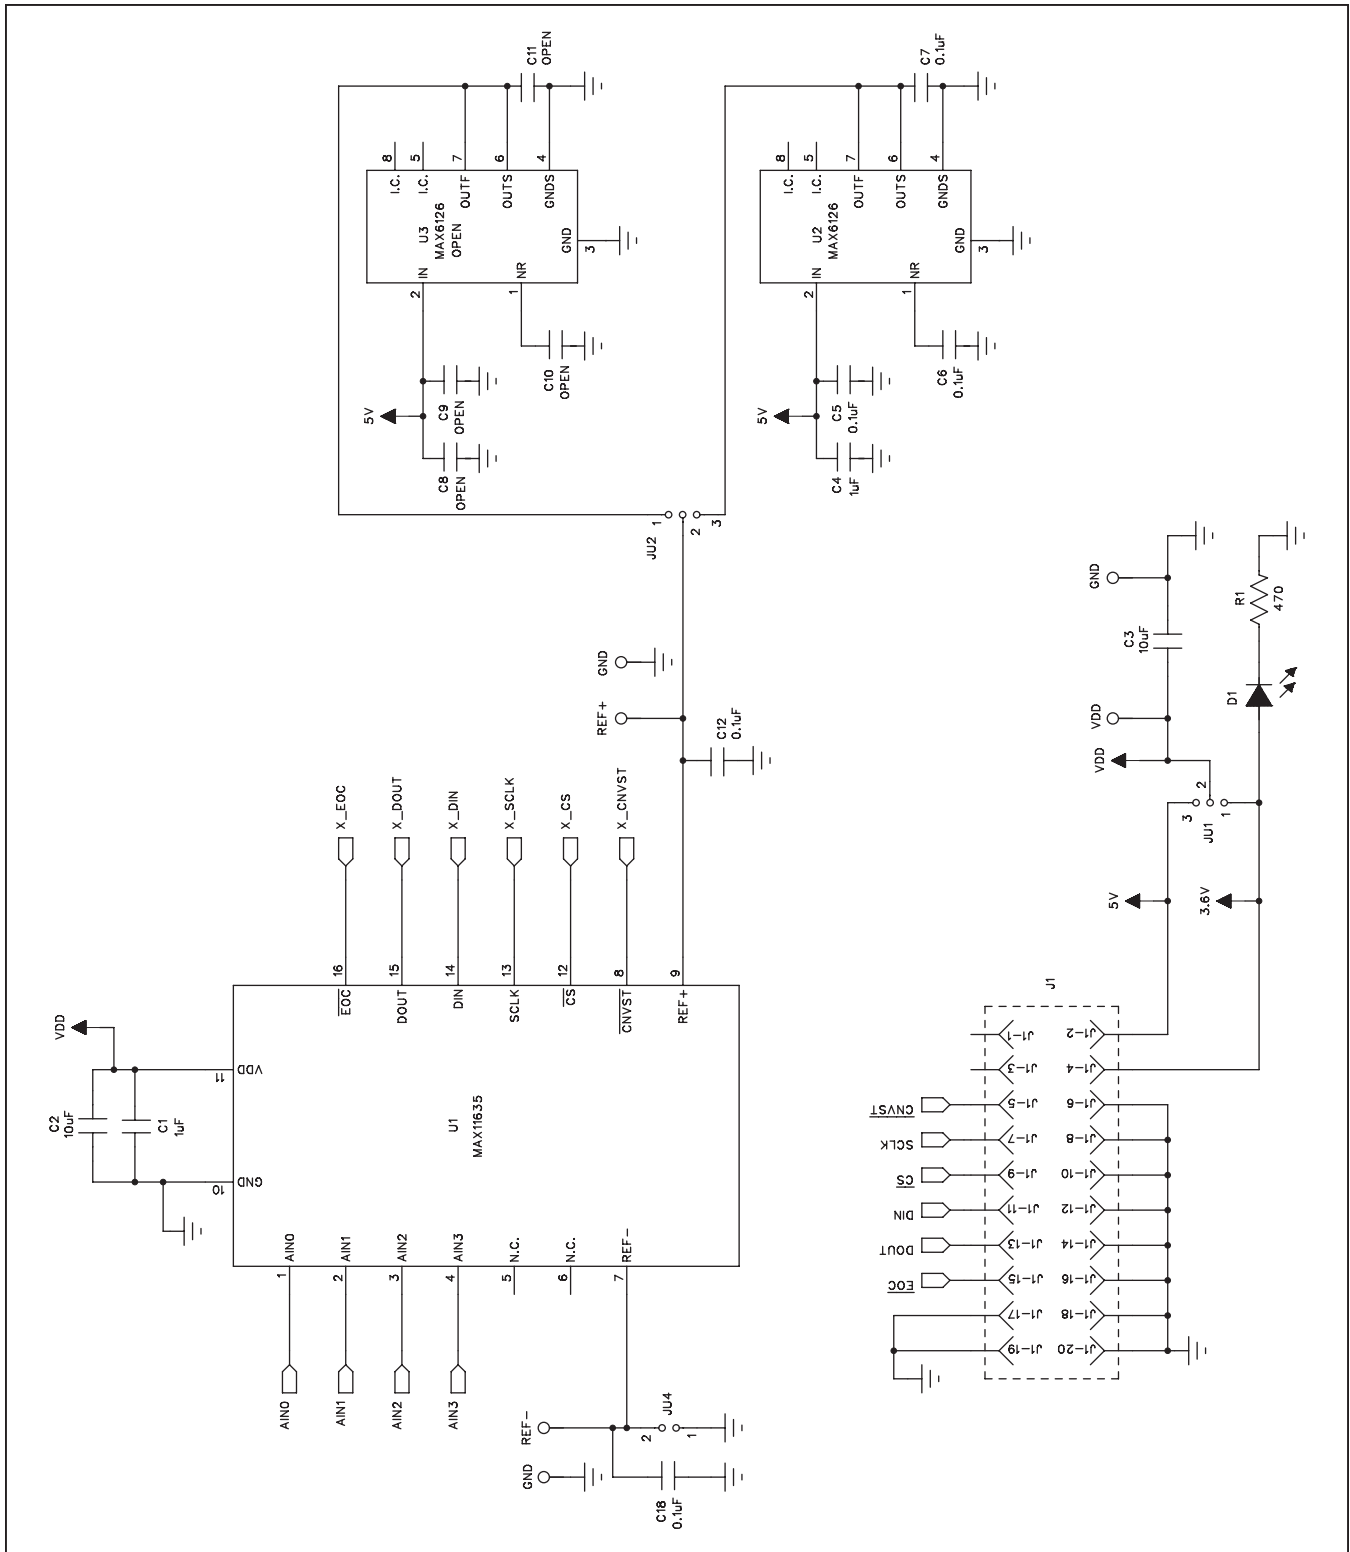 C11
OPEN
8
I.C.
5
I.C.
7
OUTF
6
OUTS
4
GNDS
U3
MAX6126
OPEN
GND
3
IN
2
NR
1
C10
OPEN
5V
C9
OPEN
C8
OPEN
C7
0.1uF
8
I.C.
5
I.C.
7
OUTF
6
OUTS
4
GNDS
U2
MAX6126
GND
3
IN
2
NR
1
C6
0.1uF
5V
C5
0.1uF
C4
1uF
JU2
1
2
3
GND
REF+
C12
0.1uF
X_EOC
X_DOUT
X_DIN
X_SCLK
X_CS
X_CNVST
16
EOC
15
DOUT
14
DIN
13
SCLK
12
CS
8
CNVST
9
REF+
VDD
C2
10uF
C1
1uF
11
VDD
10
GND
U1
MAX11635
AIN0
1
AIN1
2
AIN2
3
AIN3
4
N.C.
5
N.C.
6
REF-
7
AIN0
AIN1
AIN2
AIN3
REF-
GND
JU4
2
1
C18
0.1uF
GND
C3
10uF
R1
470
VDD
VDD
D1
2
3
1
JU1
5V
3.6V
J1
J1-1
J1-2
J1-3
J1-4
CNVST
J1-5
J1-6
SCLK
J1-7
J1-8
CS
J1-9
J1-10
DIN
J1-11
J1-12
DOUT
J1-13
J1-14
EOC
J1-15
J1-16
J1-17
J1-18
J1-19
J1-20